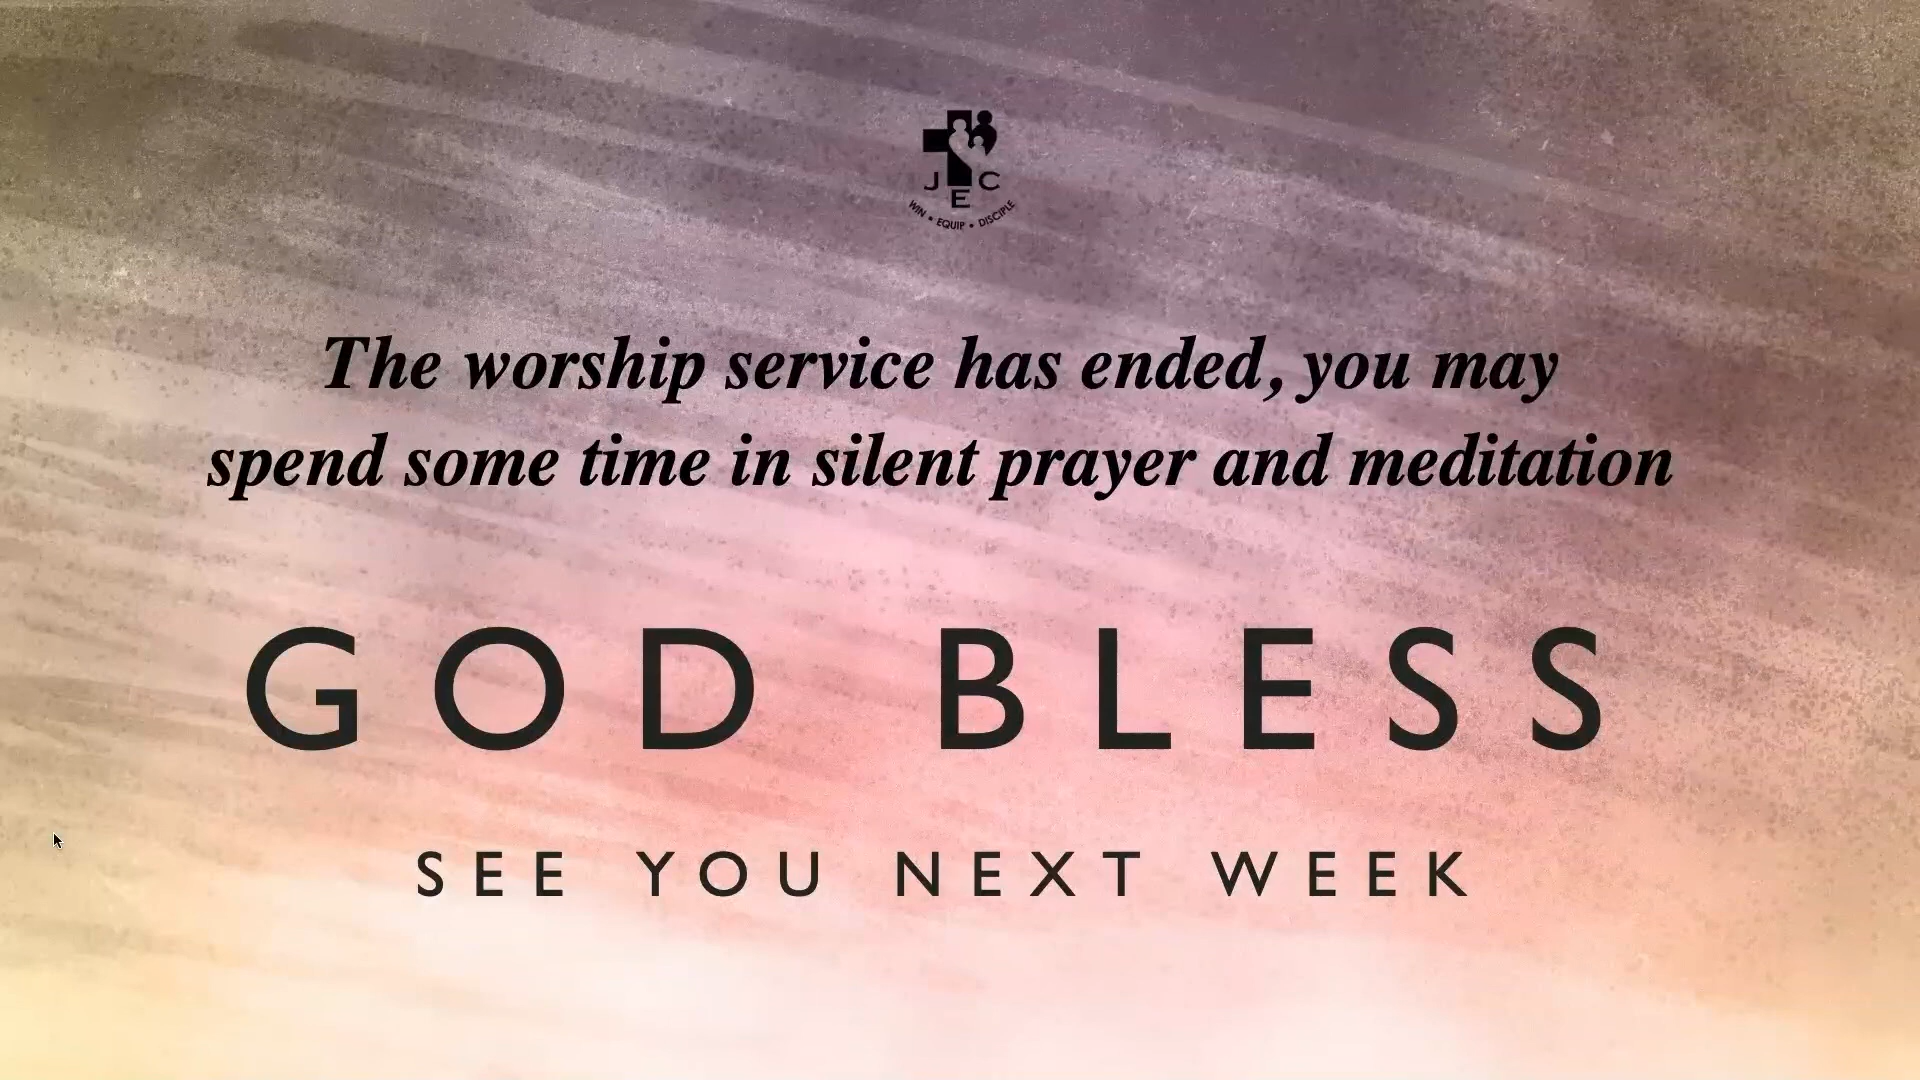 J E C
WIN • EQUIP • DISCIPLE
The worship service has ended, you may
spend some time in silent prayer and meditation
GOD BLESS
SEE YOU NEXT WEEK